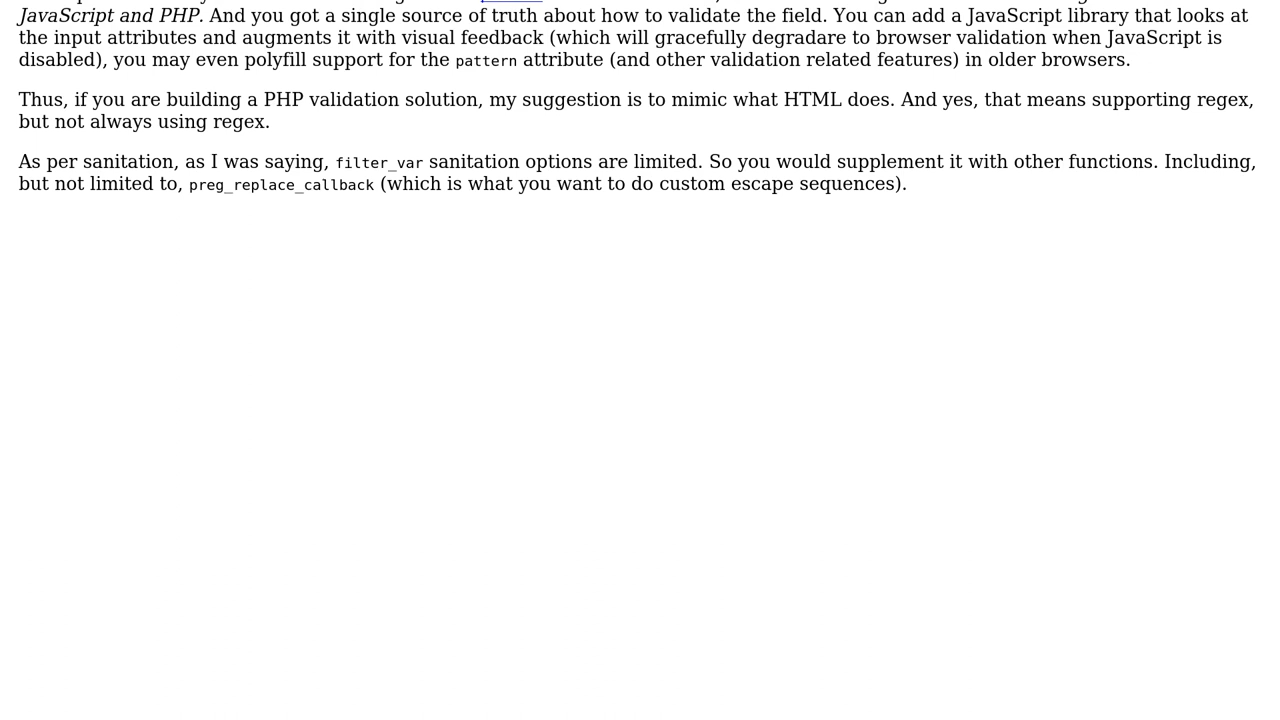 JavaScript and PHP. And you got a single source of truth about how to validate the field. You can add a JavaScript library that looks at
the input attributes and augments it with visual feedback (which will gracefully degradare to browser validation when JavaScript is
disabled), you may even polyfill support for the pattern attribute (and other validation related features) in older browsers.
Thus, if you are building a PHP validation solution, my suggestion is to mimic what HTML does. And yes, that means supporting regex,
but not always using regex.
As per sanitation, as I was saying, filter_var sanitation options are limited. So you would supplement it with other functions. Including,
but not limited to, preg_replace_callback (which is what you want to do custom escape sequences).